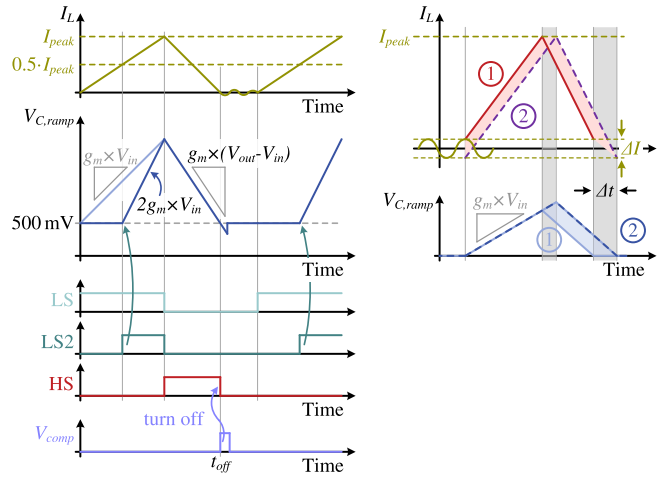 I_L
I_peak
0.5·I_peak
Time
V_C,ramp
g_m×V_in
g_m×(V_out-V_in)
2g_m×V_in
500 mV
Time
LS
LS2
HS
Time
turn off
V_comp
t_off
Time
I_L
I_peak
1
2
ΔI
Time
Δt
V_C,ramp
g_m×V_in
1
2
Time